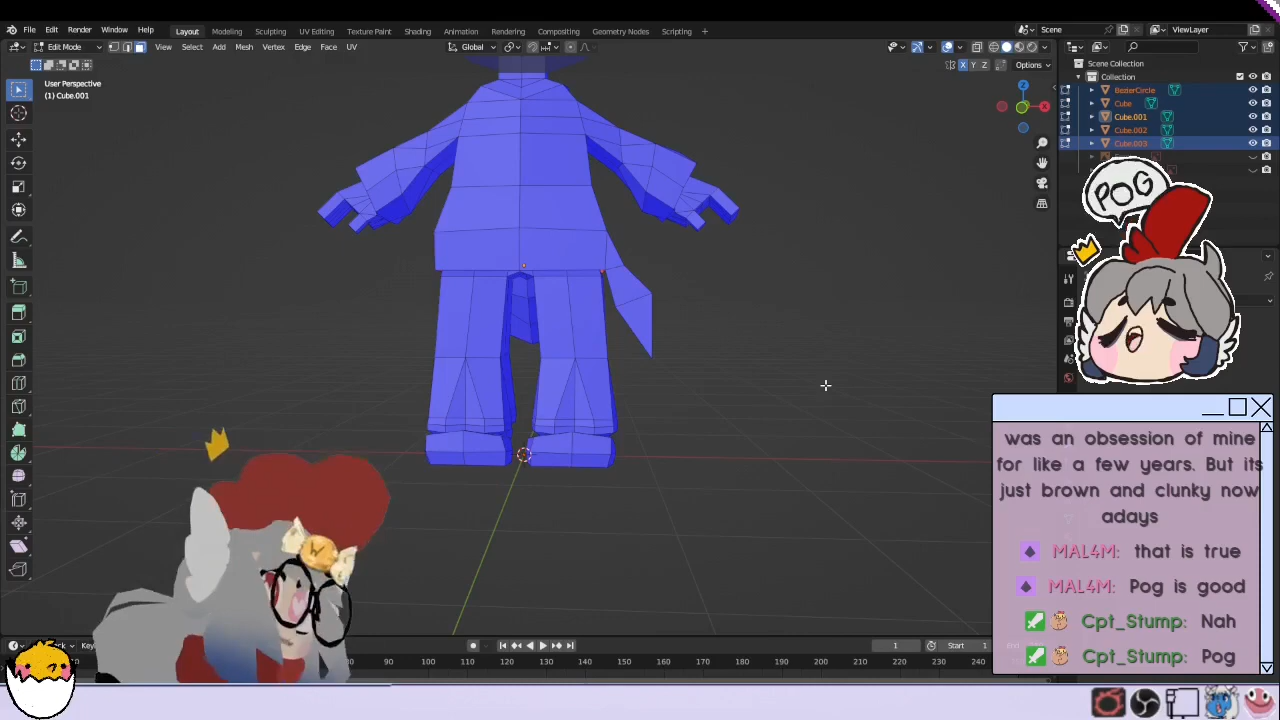 File Edit Render Window Help Layout Modeling Sculpting UV Editing Texture Paint Shading Animation Rendering Compositing Geometry Nodes Scripting + Scene ViewLayer
Edit Mode View Select Add Mesh Vertex Edge Face UV Global
X Y Z Options
User Perspective
(1) Cube.001
Scene Collection
Collection
BezierCircle
Cube
Cube.001
Cube.002
Cube.003
POG
was an obsession of mine
for like a few years. But its
just brown and clunky now
adays
MAL4M: that is true
MAL4M: Pog is good
Cpt_Stump: Nah
Cpt_Stump: Pog
1 Start 1
90 100 110 120 130 140 150 160 170 180 190 200 210 220 230